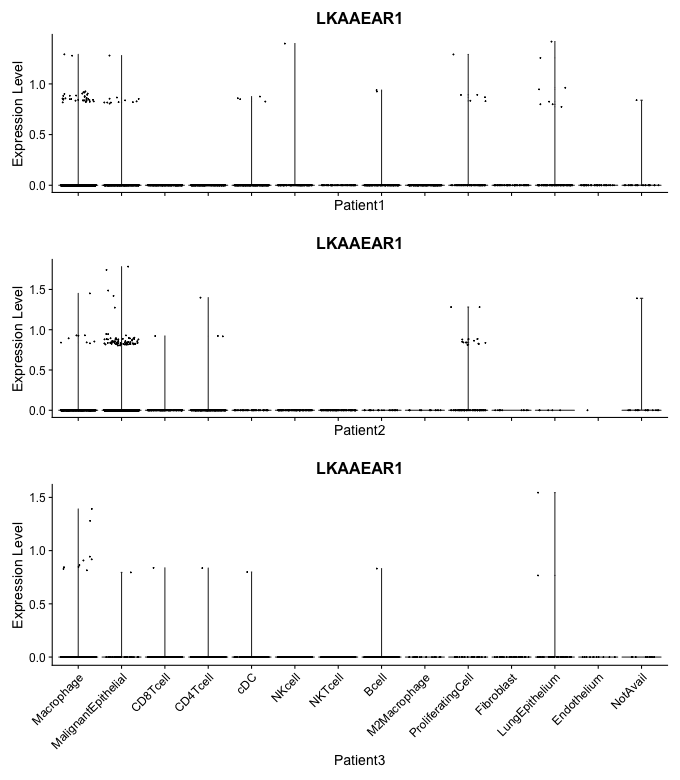 LKAAEAR1
Expression Level
1.0
0.5
0.0
Patient1
LKAAEAR1
Expression Level
1.5
1.0
0.5
0.0
Patient2
LKAAEAR1
Expression Level
1.5
1.0
0.5
0.0
Macrophage
MalignantEpithelial
CD8Tcell
CD4Tcell
cDC
NKcell
NKTcell
Bcell
M2Macrophage
ProliferatingCell
Fibroblast
LungEpithelium
Endothelium
NotAvail
Patient3